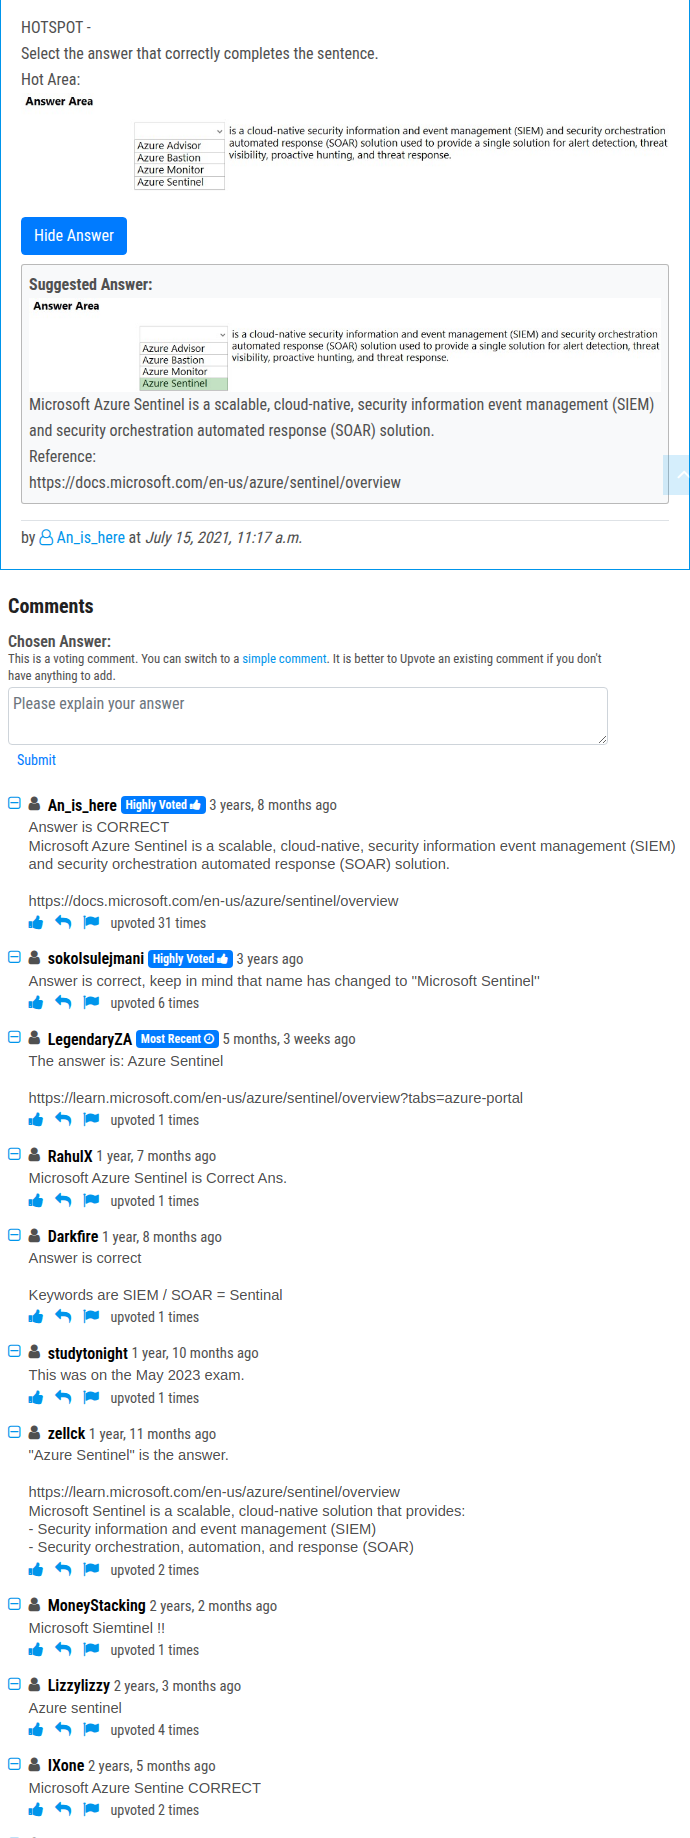 HOTSPOT -
Select the answer that correctly completes the sentence.
Hot Area:
Answer Area
is a cloud-native security information and event management (SIEM) and security orchestration
Azure Advisor automated response (SOAR) solution used to provide a single solution for alert detection, threat
Azure Bastion visibility, proactive hunting, and threat response.
Azure Monitor
Azure Sentinel
Hide Answer
Suggested Answer:
Answer Area
is a cloud-native security information and event management (SIEM) and security orchestration
Azure Advisor automated response (SOAR) solution used to provide a single solution for alert detection, threat
Azure Bastion visibility, proactive hunting, and threat response.
Azure Monitor
Azure Sentinel
Microsoft Azure Sentinel is a scalable, cloud-native, security information event management (SIEM)
and security orchestration automated response (SOAR) solution.
Reference:
https://docs.microsoft.com/en-us/azure/sentinel/overview
by An_is_here at July 15, 2021, 11:17 a.m.
Comments
Chosen Answer:
This is a voting comment. You can switch to a simple comment. It is better to Upvote an existing comment if you don't
have anything to add.
Please explain your answer
Submit
An_is_here Highly Voted 3 years, 8 months ago
Answer is CORRECT
Microsoft Azure Sentinel is a scalable, cloud-native, security information event management (SIEM)
and security orchestration automated response (SOAR) solution.
https://docs.microsoft.com/en-us/azure/sentinel/overview
upvoted 31 times
sokolsulejmani Highly Voted 3 years ago
Answer is correct, keep in mind that name has changed to "Microsoft Sentinel"
upvoted 6 times
LegendaryZA Most Recent 5 months, 3 weeks ago
The answer is: Azure Sentinel
https://learn.microsoft.com/en-us/azure/sentinel/overview?tabs=azure-portal
upvoted 1 times
RahulX 1 year, 7 months ago
Microsoft Azure Sentinel is Correct Ans.
upvoted 1 times
Darkfire 1 year, 8 months ago
Answer is correct
Keywords are SIEM / SOAR = Sentinal
upvoted 1 times
studytonight 1 year, 10 months ago
This was on the May 2023 exam.
upvoted 1 times
zellck 1 year, 11 months ago
"Azure Sentinel" is the answer.
https://learn.microsoft.com/en-us/azure/sentinel/overview
Microsoft Sentinel is a scalable, cloud-native solution that provides:
- Security information and event management (SIEM)
- Security orchestration, automation, and response (SOAR)
upvoted 2 times
MoneyStacking 2 years, 2 months ago
Microsoft Siemtinel !!
upvoted 1 times
Lizzylizzy 2 years, 3 months ago
Azure sentinel
upvoted 4 times
IXone 2 years, 5 months ago
Microsoft Azure Sentine CORRECT
upvoted 2 times